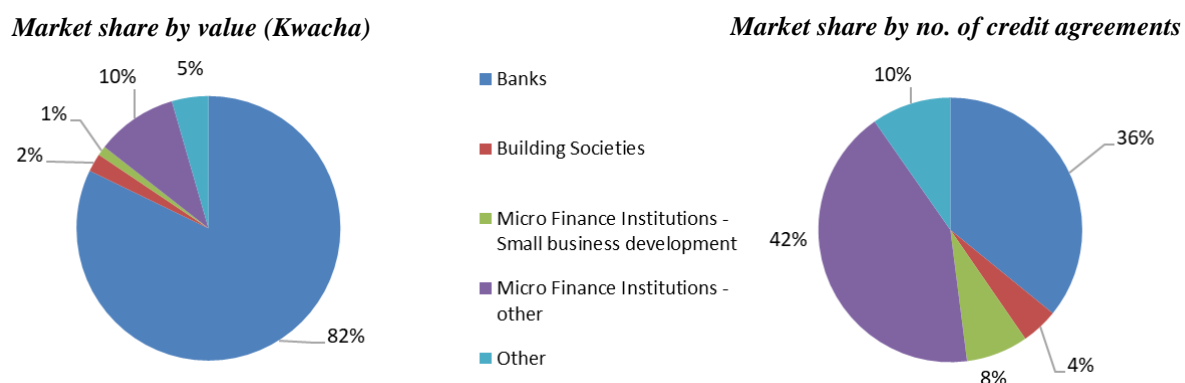 Market share by value (Kwacha)
10%
5%
1%
2%
82%
Banks
Building Societies
Micro Finance Institutions -
Small business development
Micro Finance Institutions -
other
Other
Market share by no. of credit agreements
10%
36%
42%
4%
8%